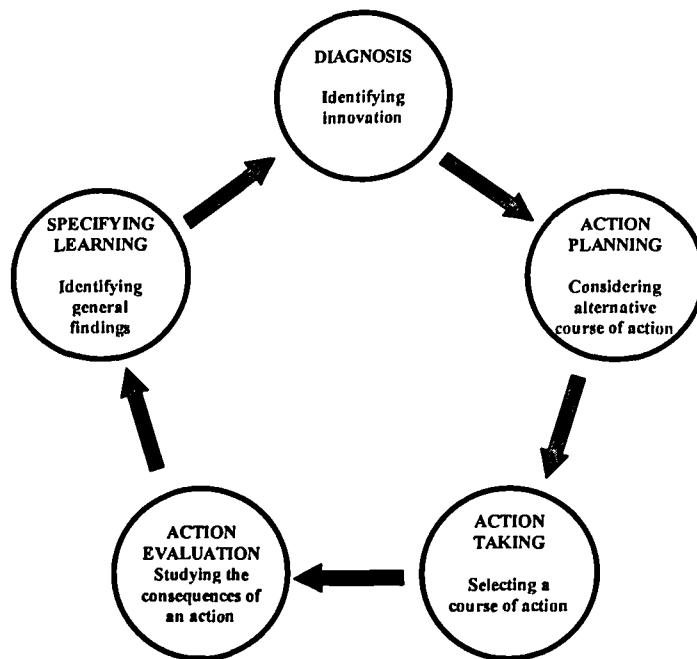 DIAGNOSIS
Identifying
innovation
ACTION
PLANNING
Considering
alternative
course of action
ACTION
TAKING
Selecting a
course of action
ACTION
EVALUATION
Studying the
consequences of
an action
SPECIFYING
LEARNING
Identifying
general
findings